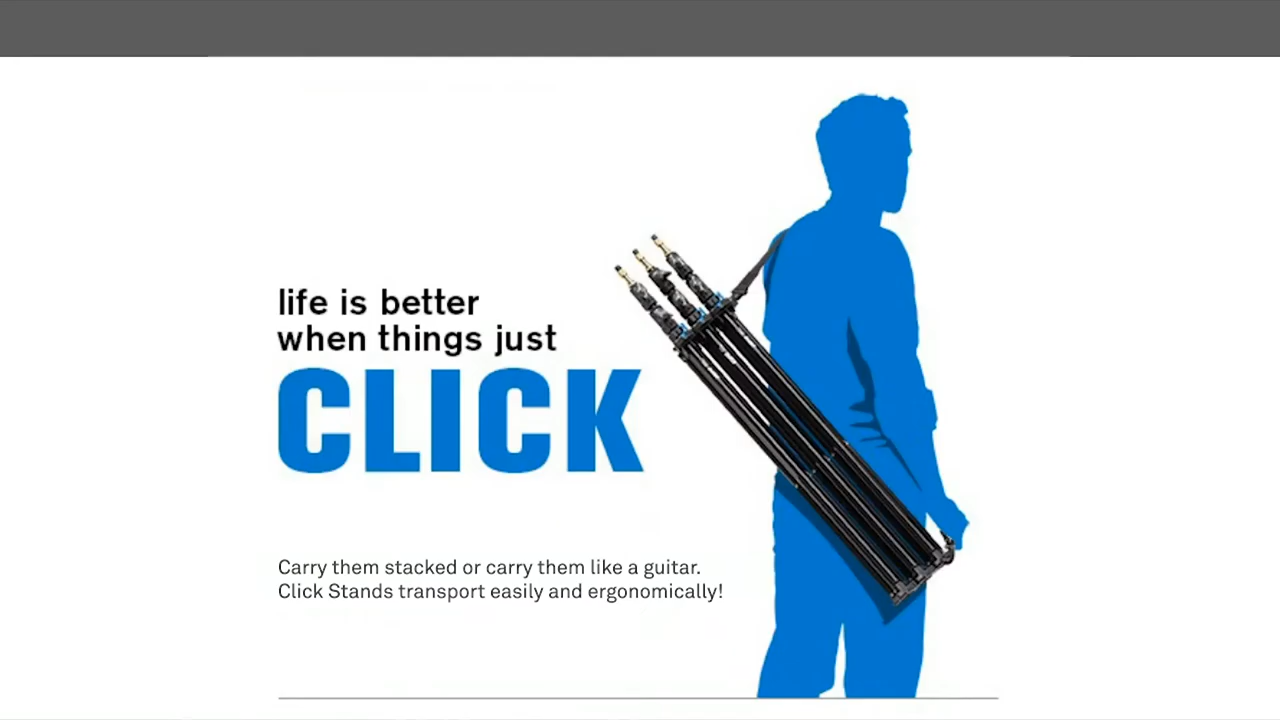 life is better
when things just
CLICK
Carry them stacked or carry them like a guitar.
Click Stands transport easily and ergonomically!